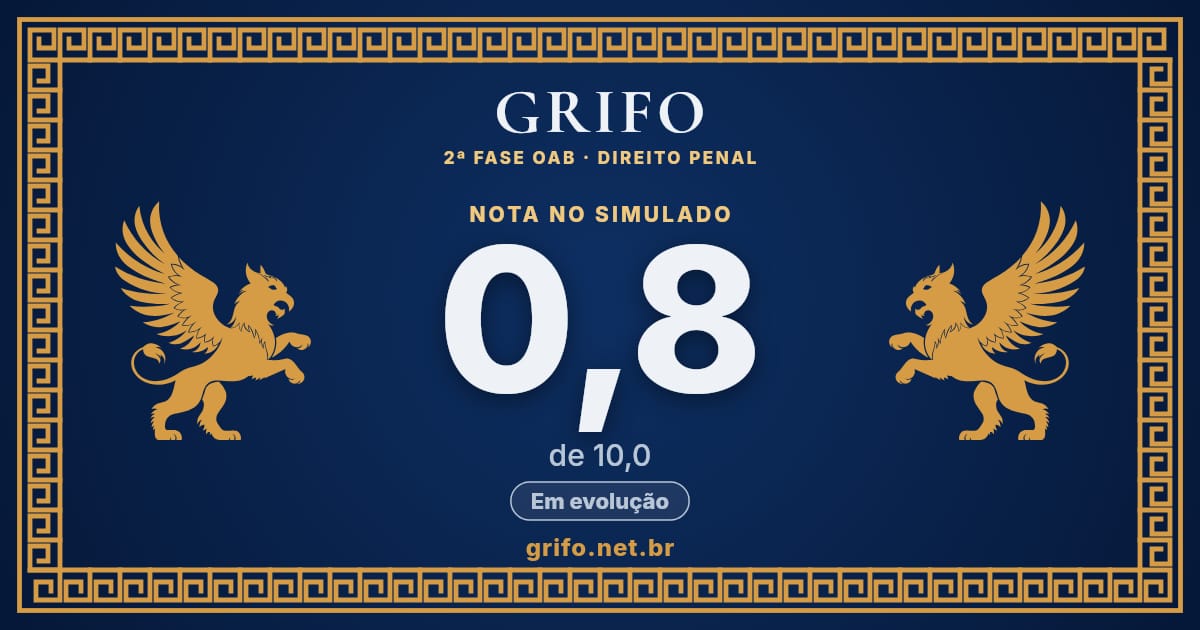 GRIFO
2ª FASE OAB · DIREITO PENAL
NOTA NO SIMULADO
0,8
de 10,0
Em evolução
grifo.net.br